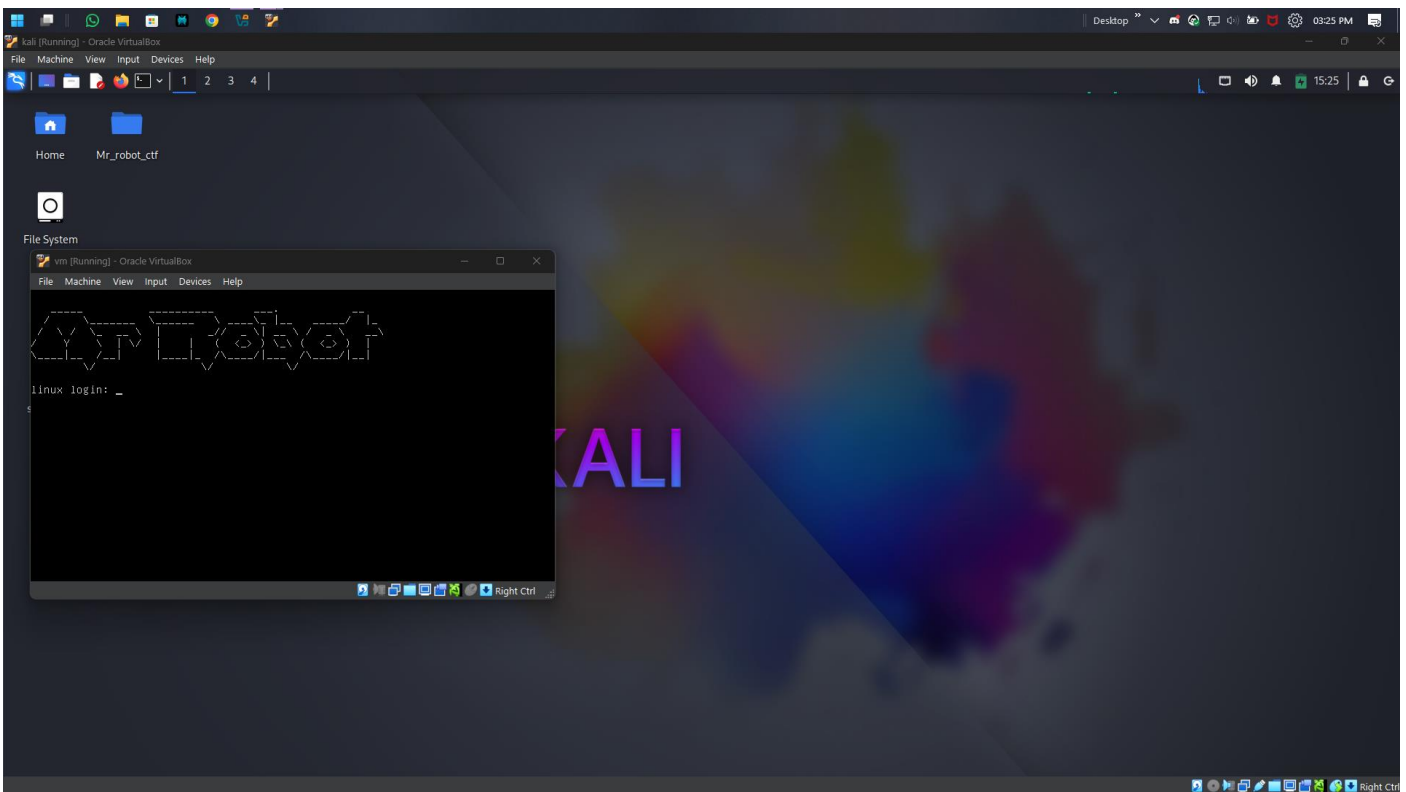 Desktop
03:25 PM
kali [Running] - Oracle VirtualBox
File Machine View Input Devices Help
1 2 3 4
15:25
Home
Mr_robot_ctf
File System
vm [Running] - Oracle VirtualBox
File Machine View Input Devices Help
Mr Robot
linux login: _
Right Ctrl
KALI
Right Ctrl